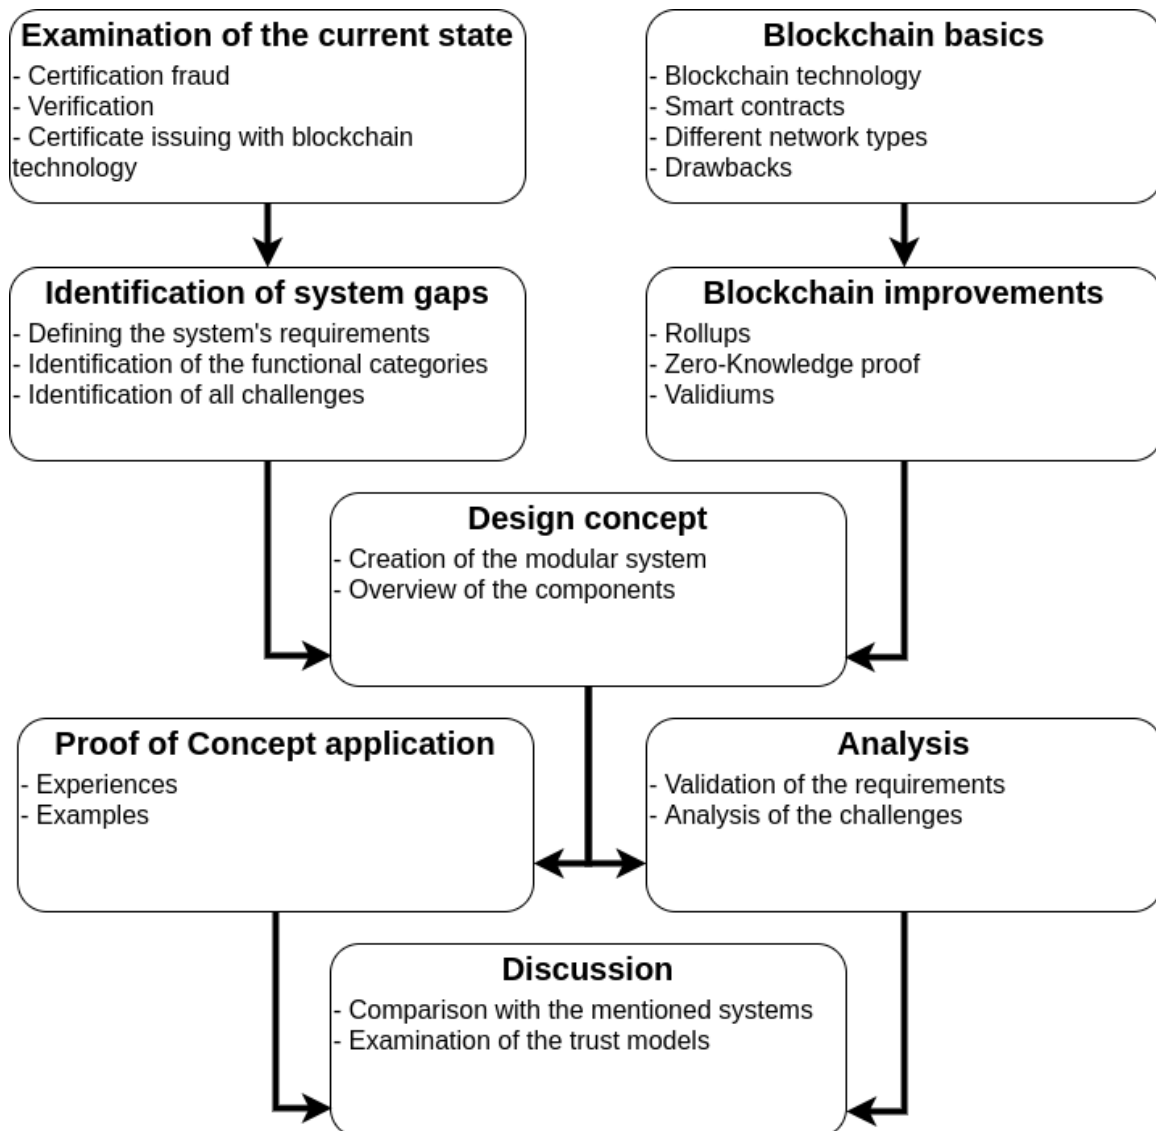 Examination of the current state
- Certification fraud
- Verification
- Certificate issuing with blockchain
technology
Blockchain basics
- Blockchain technology
- Smart contracts
- Different network types
- Drawbacks
Identification of system gaps
- Defining the system's requirements
- Identification of the functional categories
- Identification of all challenges
Blockchain improvements
- Rollups
- Zero-Knowledge proof
- Validiums
Design concept
- Creation of the modular system
- Overview of the components
Proof of Concept application
- Experiences
- Examples
Analysis
- Validation of the requirements
- Analysis of the challenges
Discussion
- Comparison with the mentioned systems
- Examination of the trust models